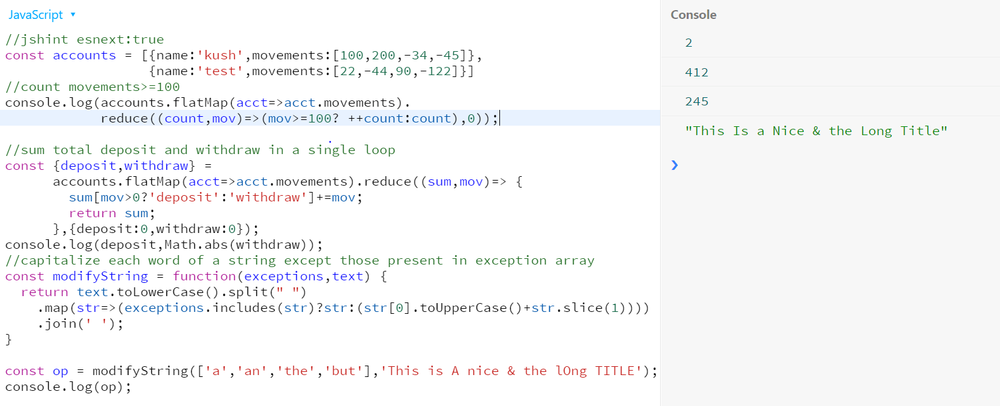 JavaScript
//jshint esnext:true
const accounts = [{name:'kush',movements:[100,200,-34,-45]},
{name:'test',movements:[22,-44,90,-122]}]
//count movements>=100
console.log(accounts.flatMap(acct=>acct.movements).
reduce((count,mov)=>(mov>=100? ++count:count),0));
//sum total deposit and withdraw in a single loop
const {deposit,withdraw} =
accounts.flatMap(acct=>acct.movements).reduce((sum,mov)=> {
sum[mov>0?'deposit':'withdraw']+=mov;
return sum;
},{deposit:0,withdraw:0});
console.log(deposit,Math.abs(withdraw));
//capitalize each word of a string except those present in exception array
const modifyString = function(exceptions,text) {
return text.toLowerCase().split(" ")
.map(str=>(exceptions.includes(str)?str:(str[0].toUpperCase()+str.slice(1))))
.join(' ');
}
const op = modifyString(['a','an','the','but'],'This is A nice & the lOng TITLE');
console.log(op);
Console
2
412
245
"This Is a Nice & the Long Title"